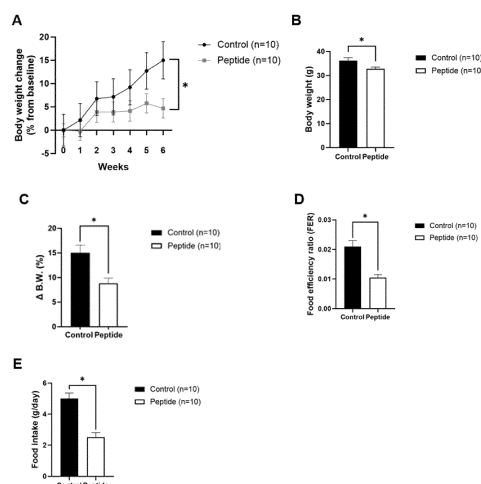 A
Body weight change
(% from baseline)
20
15
10
5
0
-5
0 1 2 3 4 5 6
Weeks
Control (n=10)
Peptide (n=10)
*
B
Body weight (g)
40
30
20
10
0
*
Control Peptide
Control (n=10)
Peptide (n=10)
C
Δ B.W. (%)
20
15
10
5
0
*
Control Peptide
Control (n=10)
Peptide (n=10)
D
Food efficiency ratio (FER)
0.03
0.02
0.01
0.00
*
Control Peptide
Control (n=10)
Peptide (n=10)
E
Food intake (g/day)
6
4
2
0
*
Control Peptide
Control (n=10)
Peptide (n=10)